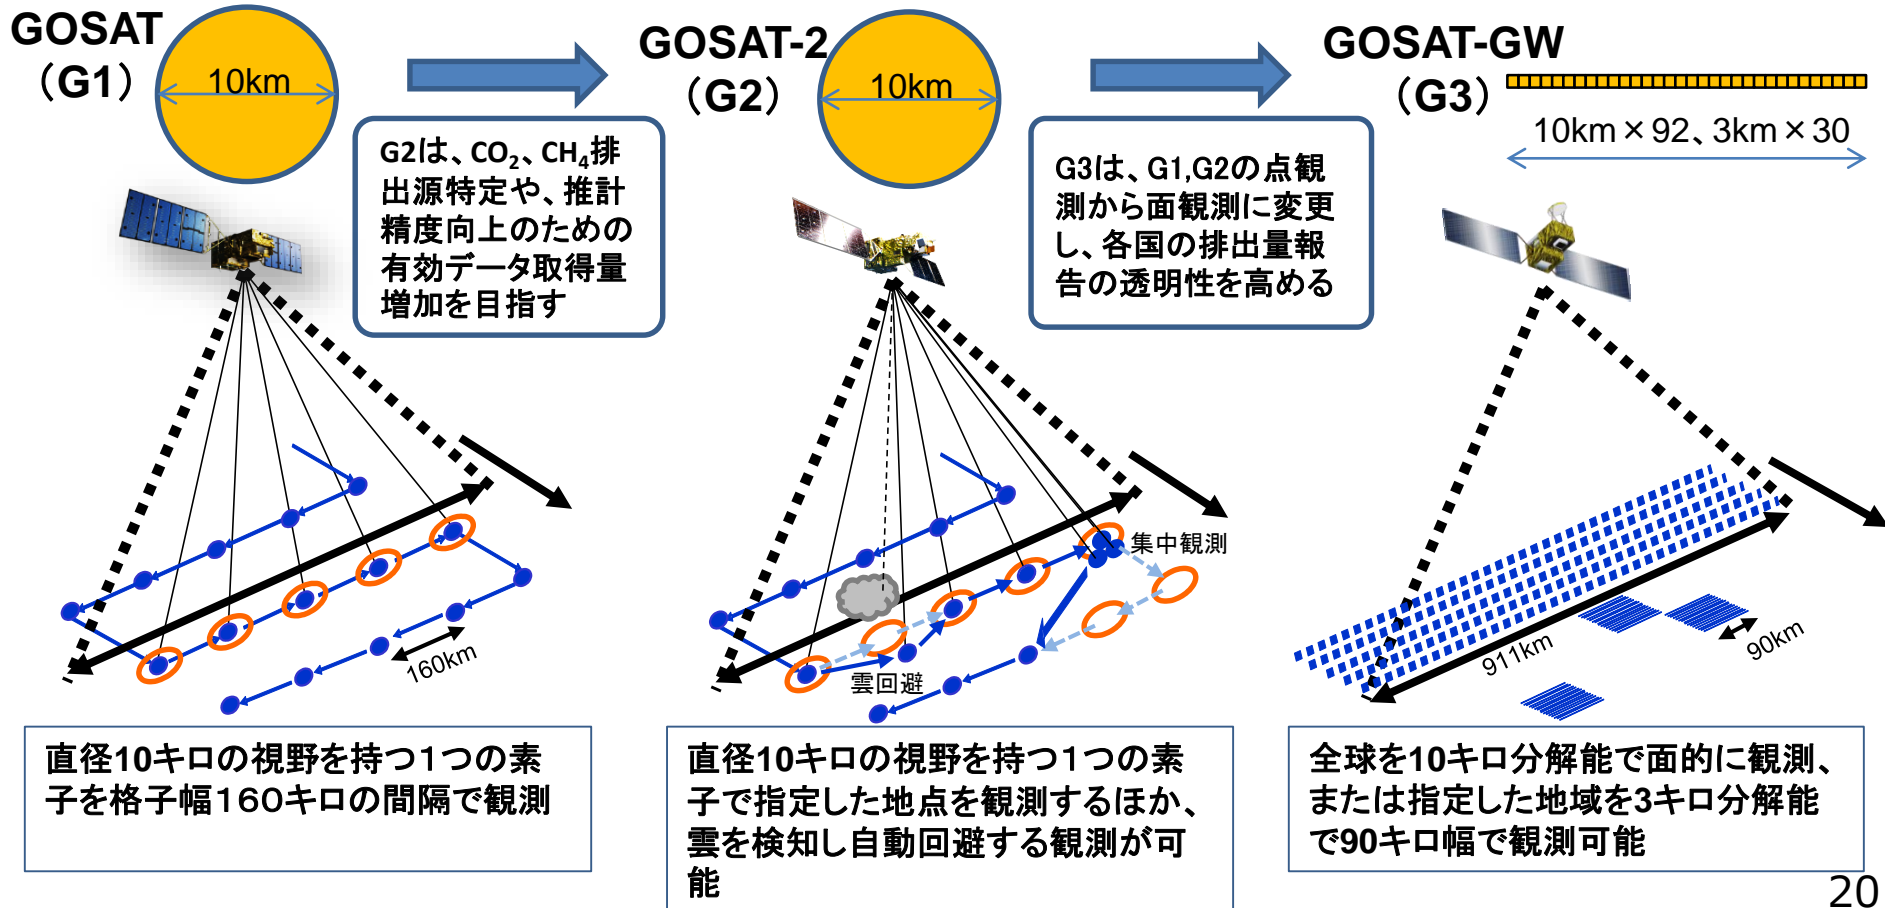 GOSAT
（G1）
10km
GOSAT-2
（G2）
10km
GOSAT-GW
（G3）
10km×92、3km×30
G2は、CO₂、CH₄排
出源特定や、推計
精度向上のための
有効データ取得量
増加を目指す
G3は、G1,G2の点観
測から面観測に変更
し、各国の排出量報
告の透明性を高める
160km
集中観測
雲回避
911km
90km
直径10キロの視野を持つ１つの素
子を格子幅１６０キロの間隔で観測
直径10キロの視野を持つ１つの素
子で指定した地点を観測するほか、
雲を検知し自動回避する観測が可
能
全球を10キロ分解能で面的に観測、
または指定した地域を3キロ分解能
で90キロ幅で観測可能
20